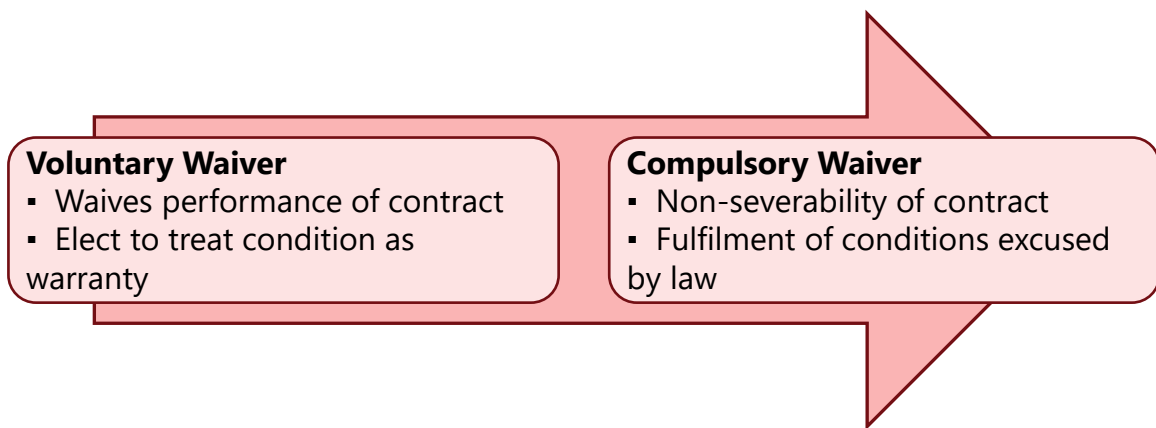 Voluntary Waiver
▪ Waives performance of contract
▪ Elect to treat condition as
warranty
Compulsory Waiver
▪ Non-severability of contract
▪ Fulfilment of conditions excused
by law